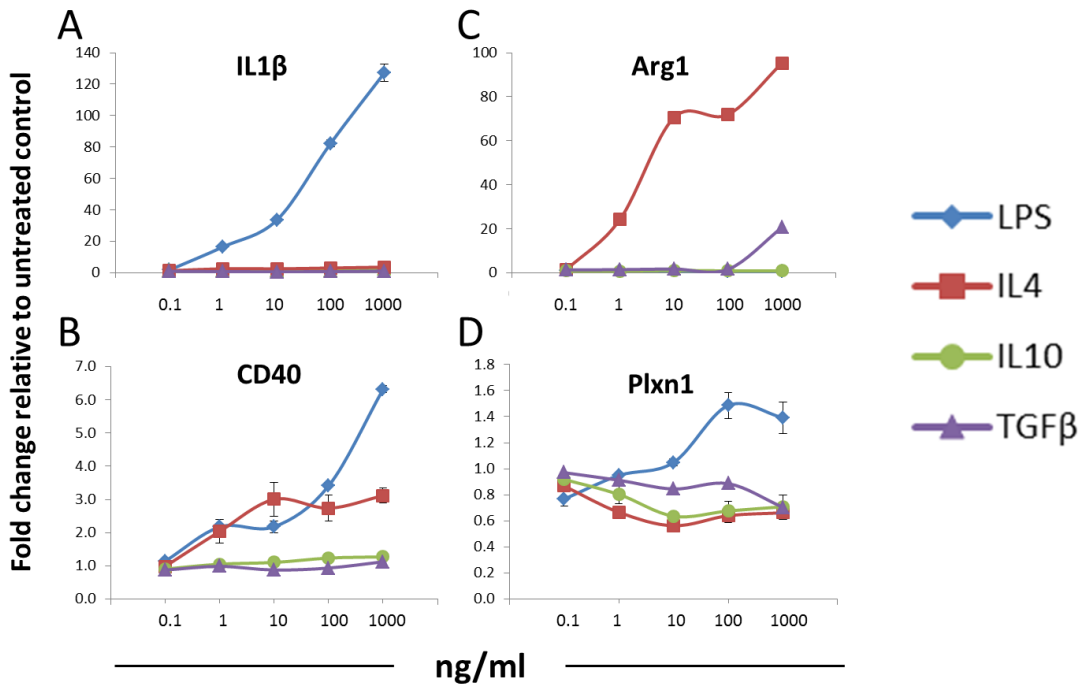 Fold change relative to untreated control
A
IL1β
140
120
100
80
60
40
20
0
0.1 1 10 100 1000
B
CD40
7.0
6.0
5.0
4.0
3.0
2.0
1.0
0.0
0.1 1 10 100 1000
C
Arg1
100
80
60
40
20
0
0.1 1 10 100 1000
D
Plxn1
1.8
1.6
1.4
1.2
1.0
0.8
0.6
0.4
0.2
0.0
0.1 1 10 100 1000
ng/ml
LPS
IL4
IL10
TGFβ